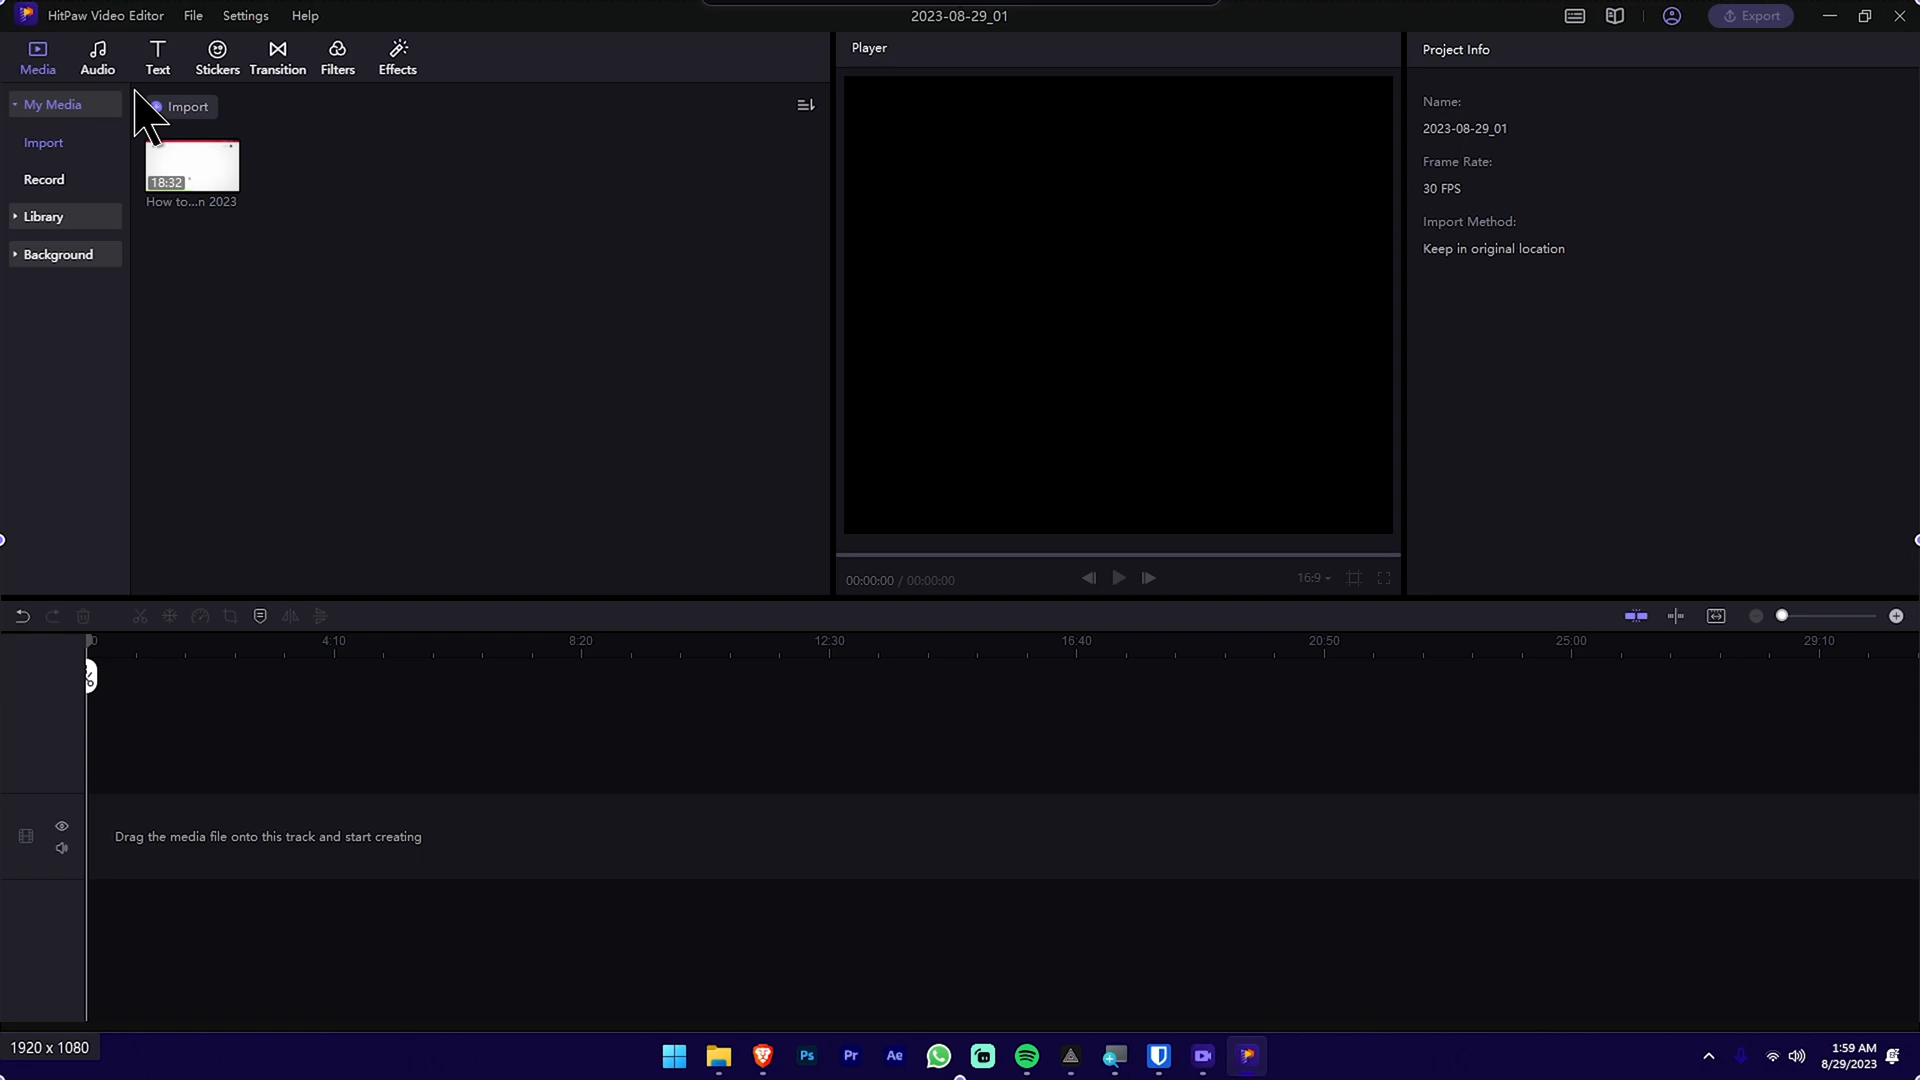 HitPaw Video Editor File Settings Help
2023-08-29_01
Export
Media Audio Text Stickers Transition Filters Effects
Player
Project Info
My Media
Import
Record
Library
Background
Import
18:32
How to...n 2023
00:00:00 / 00:00:00
16:9
Name:
2023-08-29_01
Frame Rate:
30 FPS
Import Method:
Keep in original location
0 4:10 8:20 12:30 16:40 20:50 25:00 29:10
Drag the media file onto this track and start creating
1920 x 1080
Ps Pr Ae
1:59 AM
8/29/2023